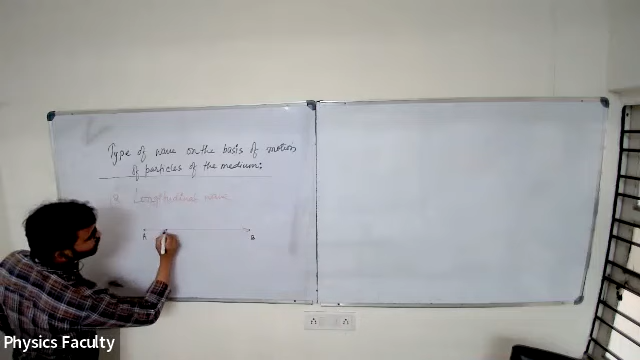 Type of wave on the basis of motion
of particles of the medium:
a Longitudinal wave
A
B
Physics Faculty